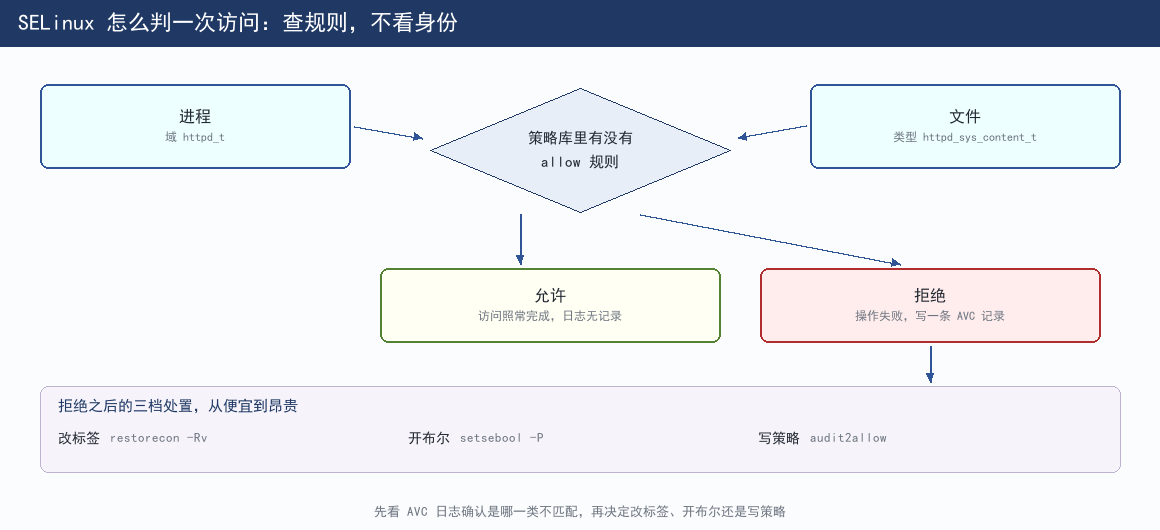 SELinux 怎么判一次访问：查规则，不看身份
进程
域 httpd_t
策略库里有没有
allow 规则
文件
类型 httpd_sys_content_t
允许
访问照常完成，日志无记录
拒绝
操作失败，写一条 AVC 记录
拒绝之后的三档处置，从便宜到昂贵
改标签 restorecon -Rv
开布尔 setsebool -P
写策略 audit2allow
先看 AVC 日志确认是哪一类不匹配，再决定改标签、开布尔还是写策略